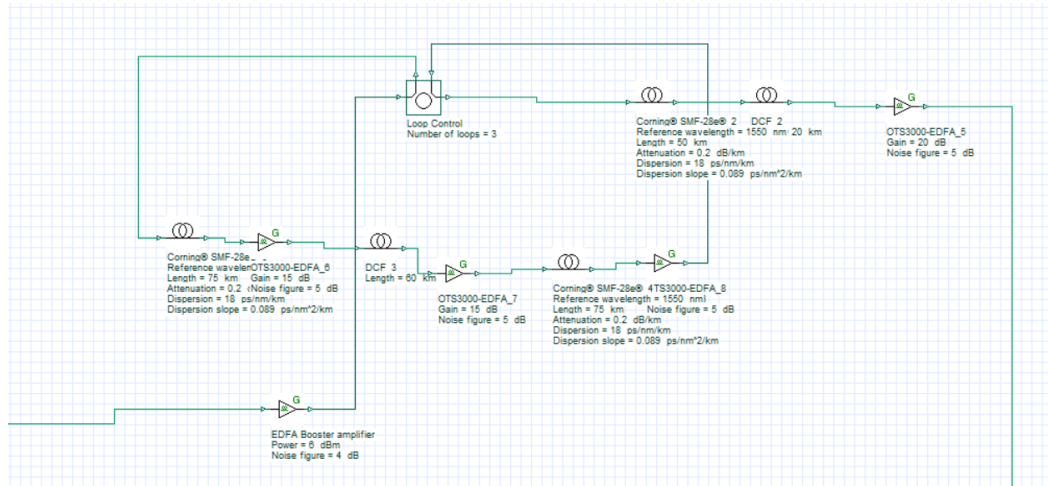 Loop Control
Number of loops = 3
Corning® SMF-28e® 2 DCF 2
Reference wavelength = 1550 nm 20 km
Length = 50 km
Attenuation = 0.2 dB/km
Dispersion = 18 ps/nm/km
Dispersion slope = 0.089 ps/nm^2/km
G
OTS3000-EDFA_5
Gain = 20 dB
Noise figure = 5 dB
G
Corning® SMF-28e
OTS3000-EDFA_6
Length = 75 km Gain = 15 dB
Attenuation = 0.2 Noise figure = 5 dB
Dispersion = 18 ps/nm/km
Dispersion slope = 0.089 ps/nm^2/km
DCF 3
Length = 60 km
G
OTS3000-EDFA_7
Gain = 15 dB
Noise figure = 5 dB
G
Corning® SMF-28e® 4TS3000-EDFA_8
Reference wavelength = 1550 nm
Length = 75 km Noise figure = 5 dB
Attenuation = 0.2 dB/km
Dispersion = 18 ps/nm/km
Dispersion slope = 0.089 ps/nm^2/km
G
EDFA Booster amplifier
Power = 6 dBm
Noise figure = 4 dB